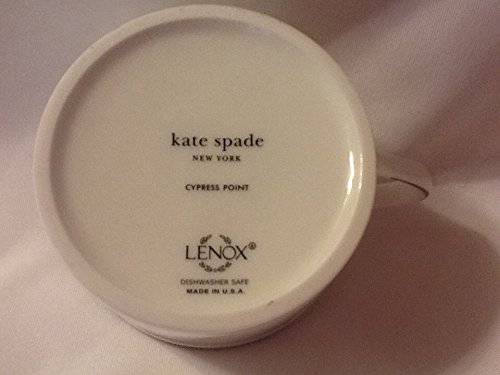 kate spade
NEW YORK
CYPRESS POINT
LENOX®
DISHWASHER SAFE
MADE IN U.S.A.